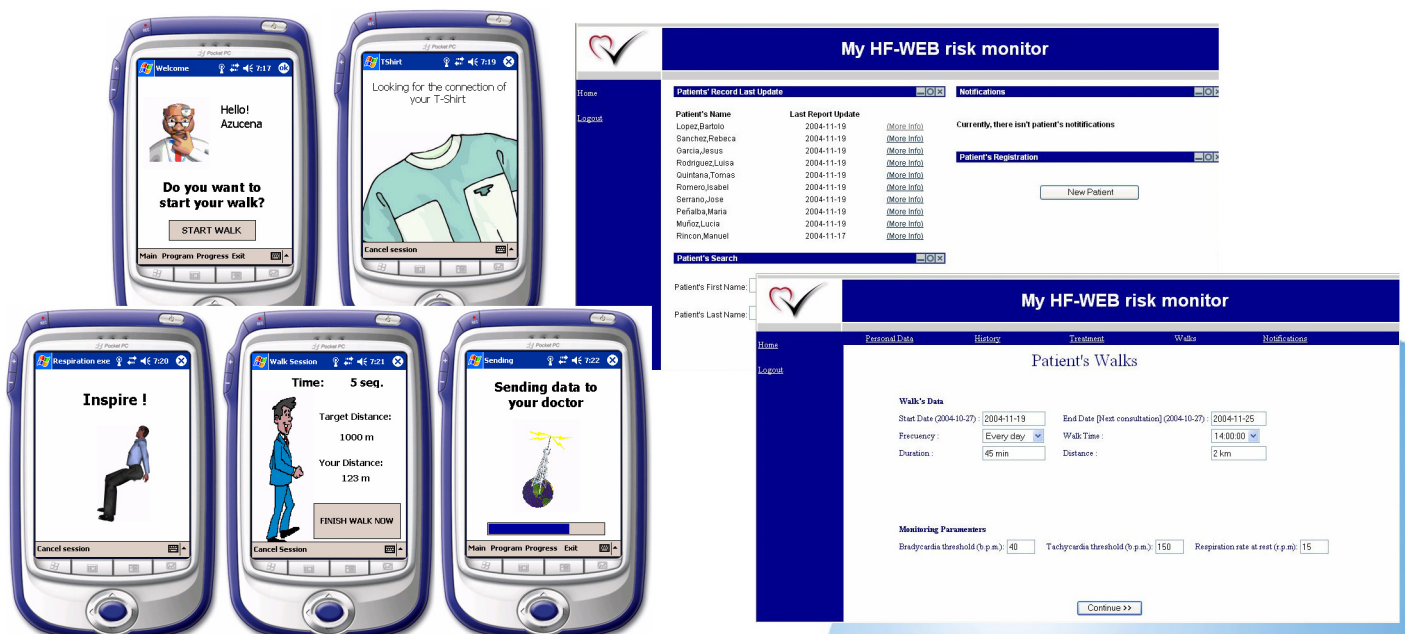 Pocket PC
Welcome 7:17 ok
Hello!
Azucena
Do you want to
start your walk?
START WALK
Main Program Progress Exit
Pocket PC
TShirt 7:19
Looking for the connection of
your T-Shirt
Cancel session
Pocket PC
Respiration exe 7:20
Inspire !
Cancel session
Pocket PC
Walk Session 7:21
Time: 5 seg.
Target Distance:
1000 m
Your Distance:
123 m
FINISH WALK NOW
Cancel Session
Pocket PC
Sending 7:22
Sending data to
your doctor
Main Program Progress Exit
My HF-WEB risk monitor
Home
Logout
Patients' Record Last Update
Patient's Name Last Report Update
Lopez,Bartolo 2004-11-19 (More Info)
Sanchez,Rebeca 2004-11-19 (More Info)
Garcia,Jesus 2004-11-19 (More Info)
Rodriguez,Luisa 2004-11-19 (More Info)
Quintana,Tomas 2004-11-19 (More Info)
Romero,Isabel 2004-11-19 (More Info)
Serrano,Jose 2004-11-19 (More Info)
Peñalba,Maria 2004-11-19 (More Info)
Muñoz,Lucia 2004-11-19 (More Info)
Rincon,Manuel 2004-11-17 (More Info)
Patient's Search
Patient's First Name:
Patient's Last Name:
Notifications
Currently, there isn't patient's notitifications
Patient's Registration
New Patient
My HF-WEB risk monitor
Home
Logout
Personal Data History Treatment Walks Notifications
Patient's Walks
Walk's Data
Start Date (2004-10-27) : 2004-11-19 End Date [Next consultation] (2004-10-27) : 2004-11-25
Frecuency : Every day Walk Time : 14:00:00
Duration : 45 min Distance : 2 km
Monitoring Paramenters
Bradycardia threshold (b.p.m.): 40 Tachycardia threshold (b.p.m.): 150 Respiration rate at rest (r.p.m): 15
Continue >>